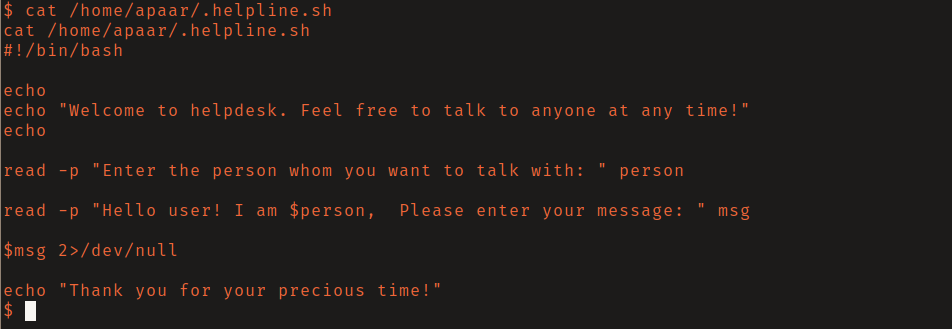 $ cat /home/apaar/.helpline.sh
cat /home/apaar/.helpline.sh
#!/bin/bash
echo
echo "Welcome to helpdesk. Feel free to talk to anyone at any time!"
echo
read -p "Enter the person whom you want to talk with: " person
read -p "Hello user! I am $person,  Please enter your message: " msg
$msg 2>/dev/null
echo "Thank you for your precious time!"
$